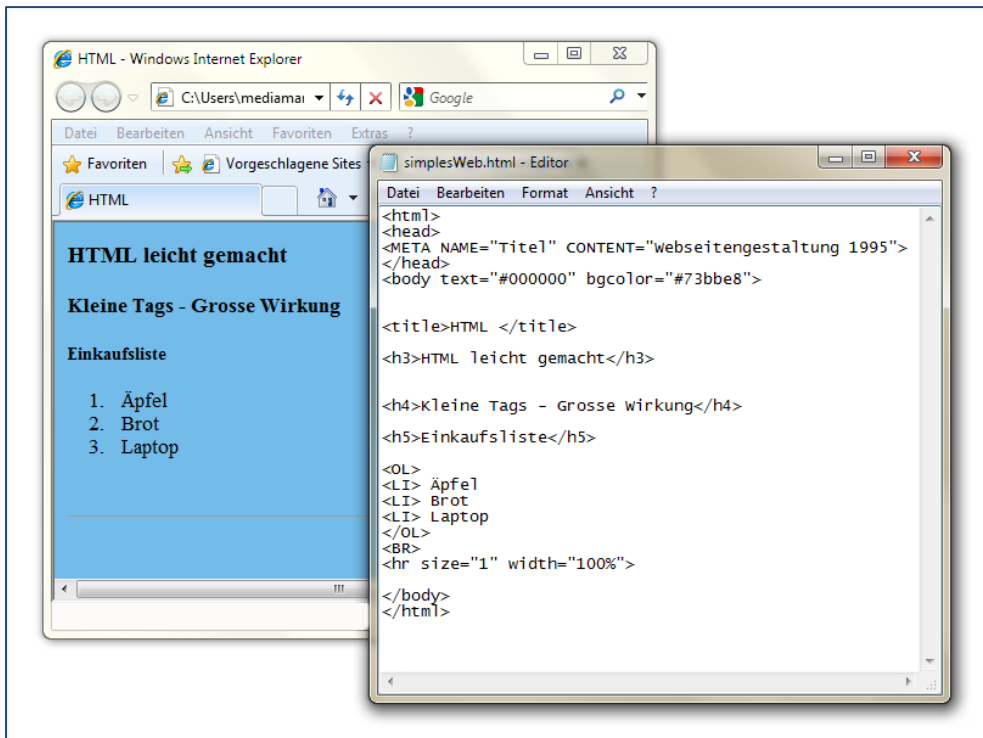 HTML - Windows Internet Explorer
C:\Users\mediamar
Google
Datei Bearbeiten Ansicht Favoriten Extras ?
Favoriten Vorgeschlagene Sites
HTML
HTML leicht gemacht
Kleine Tags - Grosse Wirkung
Einkaufsliste
1. Äpfel
2. Brot
3. Laptop
simplesWeb.html - Editor
Datei Bearbeiten Format Ansicht ?
<html>
<head>
<META NAME="Titel" CONTENT="Webseitengestaltung 1995">
</head>
<body text="#000000" bgcolor="#73bbe8">
<title>HTML </title>
<h3>HTML leicht gemacht</h3>
<h4>Kleine Tags - Grosse Wirkung</h4>
<h5>Einkaufsliste</h5>
<OL>
<LI> Äpfel
<LI> Brot
<LI> Laptop
</OL>
<BR>
<hr size="1" width="100%">
</body>
</html>